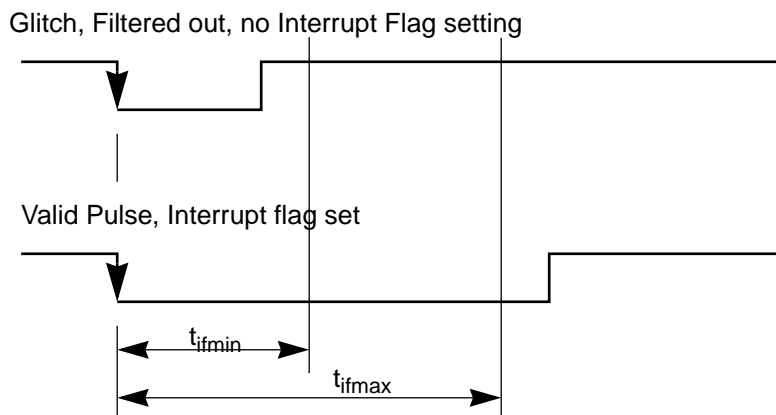 Glitch, Filtered out, no Interrupt Flag setting
Valid Pulse, Interrupt flag set
tifmin
tifmax